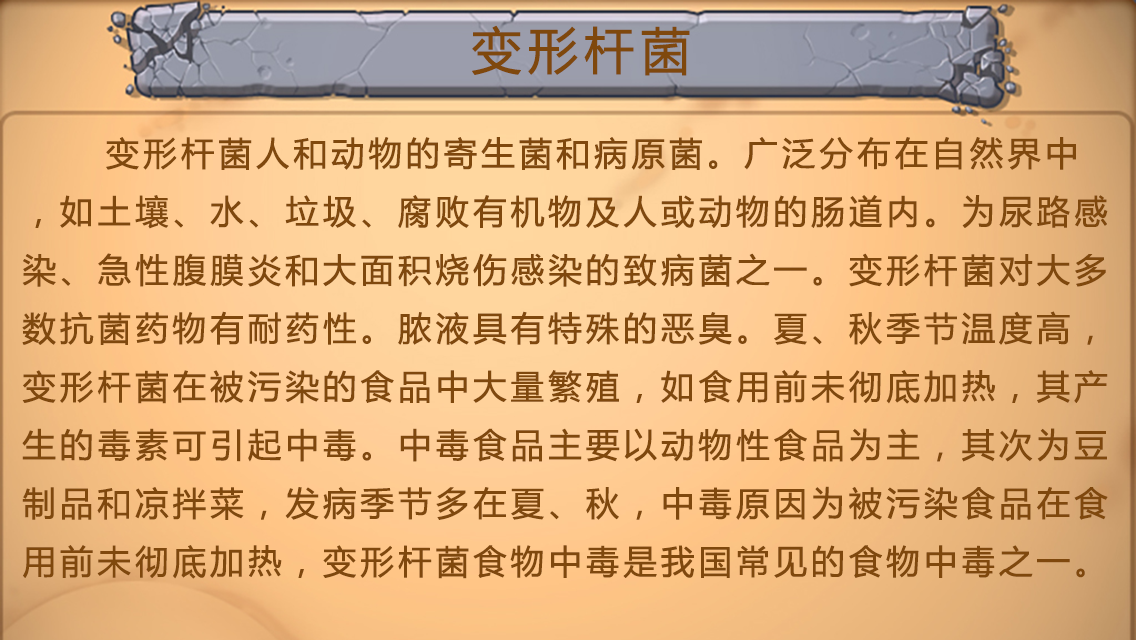 变形杆菌
变形杆菌人和动物的寄生菌和病原菌。广泛分布在自然界中
，如土壤、水、垃圾、腐败有机物及人或动物的肠道内。为尿路感
染、急性腹膜炎和大面积烧伤感染的致病菌之一。变形杆菌对大多
数抗菌药物有耐药性。脓液具有特殊的恶臭。夏、秋季节温度高，
变形杆菌在被污染的食品中大量繁殖，如食用前未彻底加热，其产
生的毒素可引起中毒。中毒食品主要以动物性食品为主，其次为豆
制品和凉拌菜，发病季节多在夏、秋，中毒原因为被污染食品在食
用前未彻底加热，变形杆菌食物中毒是我国常见的食物中毒之一。